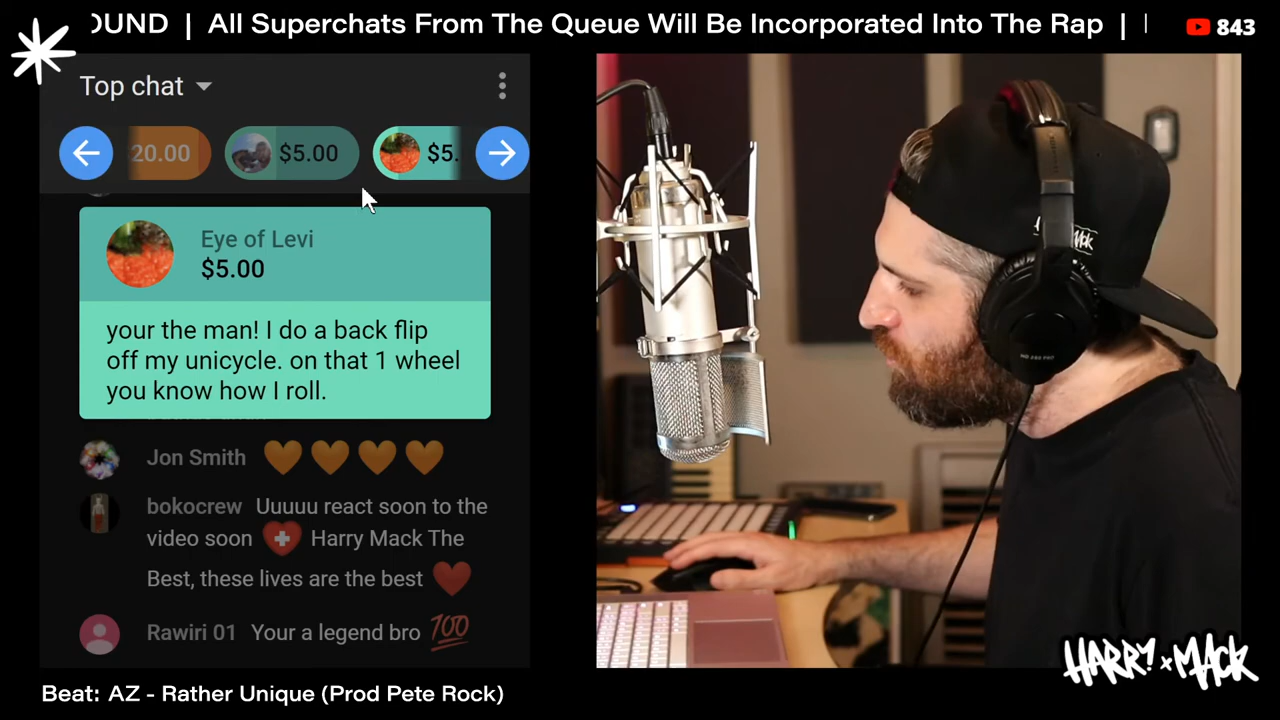 OUND | All Superchats From The Queue Will Be Incorporated Into The Rap |
843
Top chat
20.00
$5.00
$5.
Eye of Levi
$5.00
your the man! I do a back flip
off my unicycle. on that 1 wheel
you know how I roll.
Jon Smith
bokocrew Uuuuu react soon to the
video soon Harry Mack The
Best, these lives are the best
Rawiri 01 Your a legend bro 100
HARRY x MACK
Beat: AZ - Rather Unique (Prod Pete Rock)